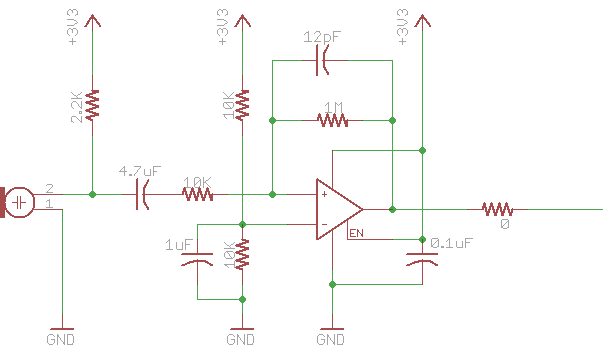 +3V3
+3V3
+3V3
12pF
2.2K
10K
1M
4.7uF
10K
2
1
+
-
EN
1uF
10K
0
0.1uF
GND
GND
GND